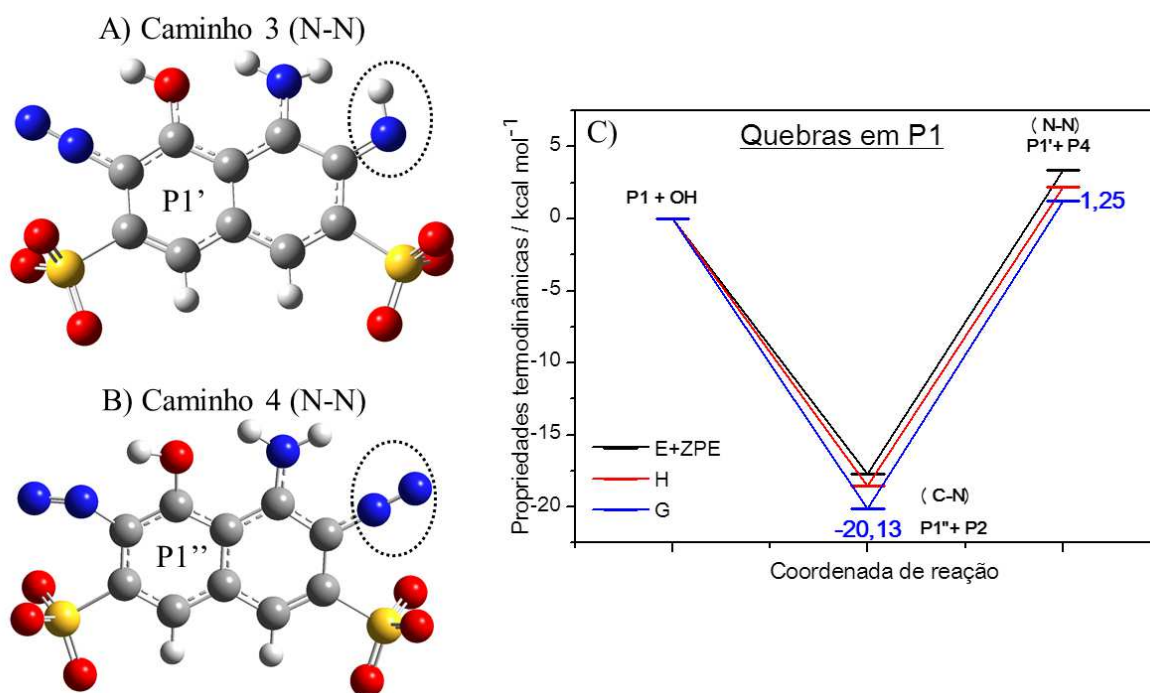 A) Caminho 3 (N-N)
P1’
B) Caminho 4 (N-N)
P1’’
C)
Quebras em P1
Propriedades termodinâmicas / kcal mol⁻¹
5
0
-5
-10
-15
-20
P1 + OH
( N-N)
P1'+ P4
1,25
E+ZPE
H
G
-20,13
( C-N)
P1"+ P2
Coordenada de reação